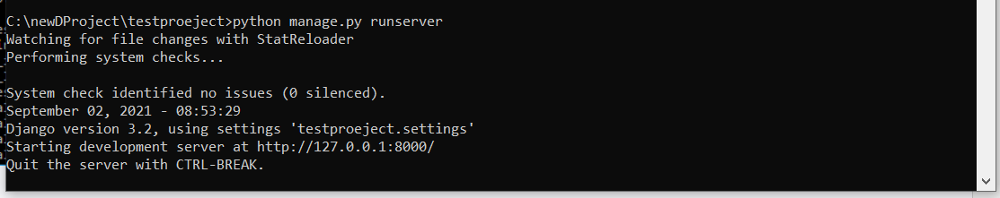 C:\newDProject\testproeject>python manage.py runserver
Watching for file changes with StatReloader
Performing system checks...
System check identified no issues (0 silenced).
September 02, 2021 - 08:53:29
Django version 3.2, using settings 'testproeject.settings'
Starting development server at http://127.0.0.1:8000/
Quit the server with CTRL-BREAK.